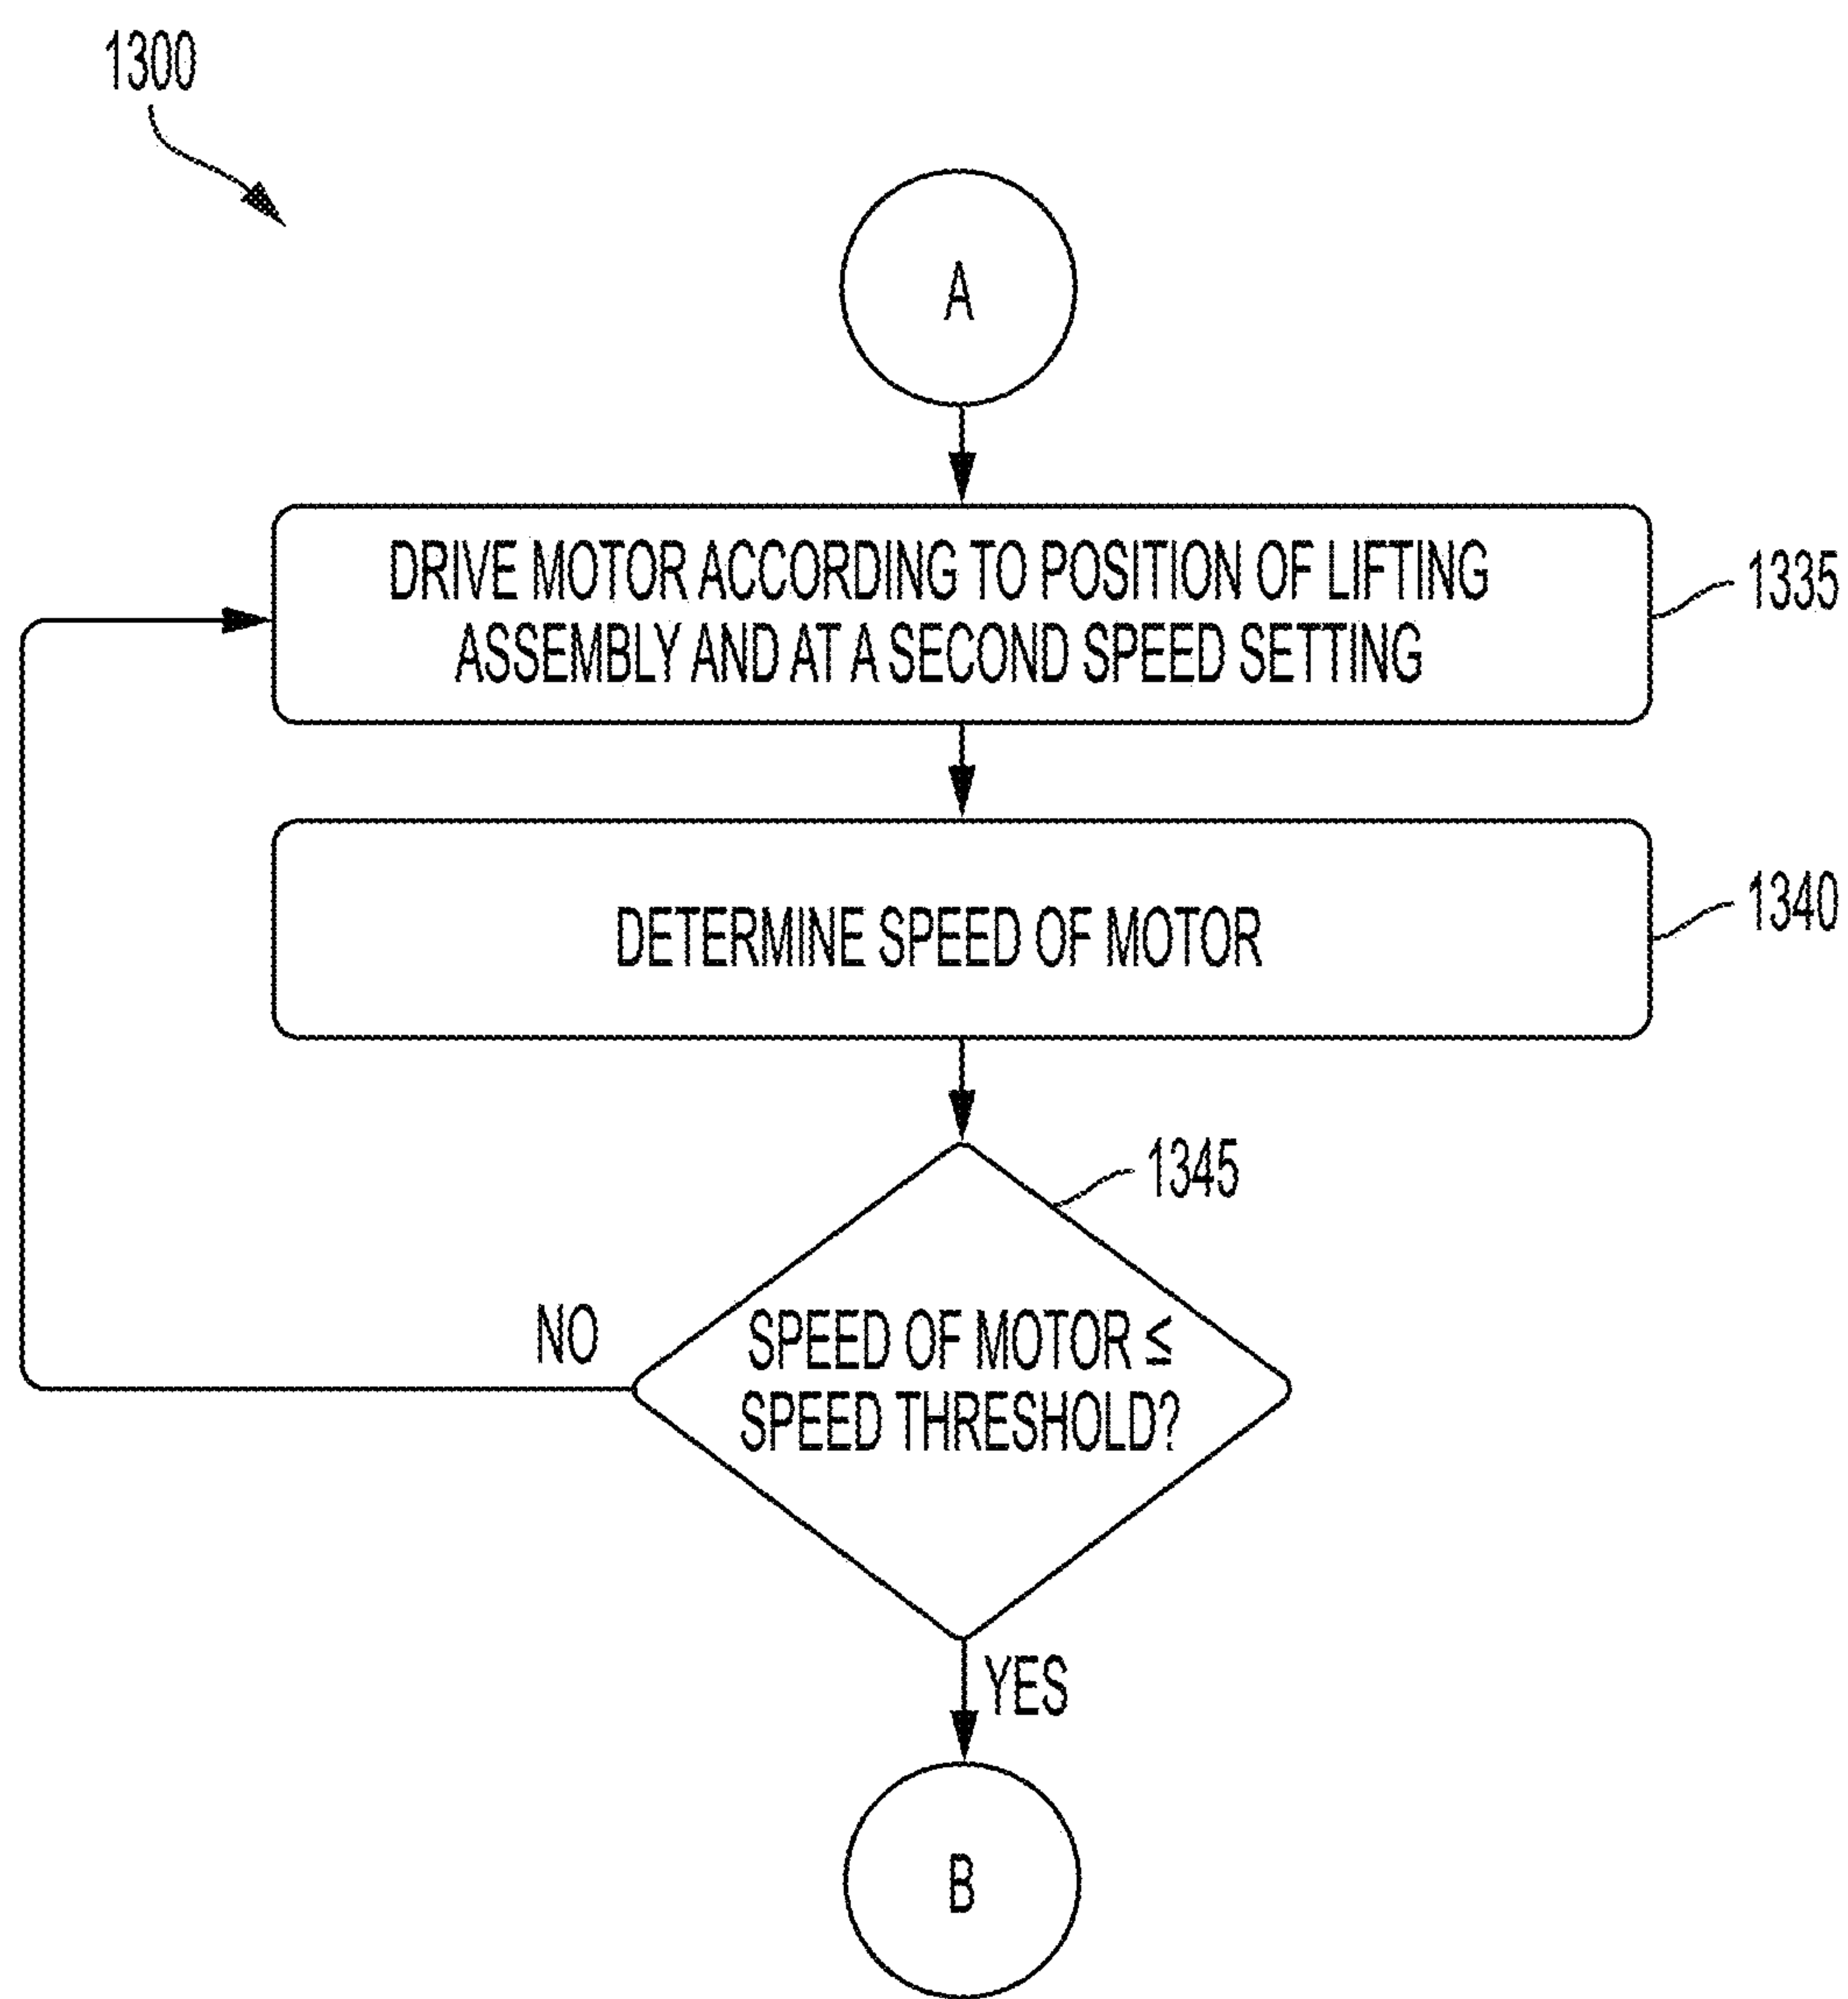 1300
A
DRIVE MOTOR ACCORDING TO POSITION OF LIFTING
ASSEMBLY AND AT A SECOND SPEED SETTING
1335
DETERMINE SPEED OF MOTOR
1340
1345
SPEED OF MOTOR ≤
SPEED THRESHOLD?
NO
YES
B